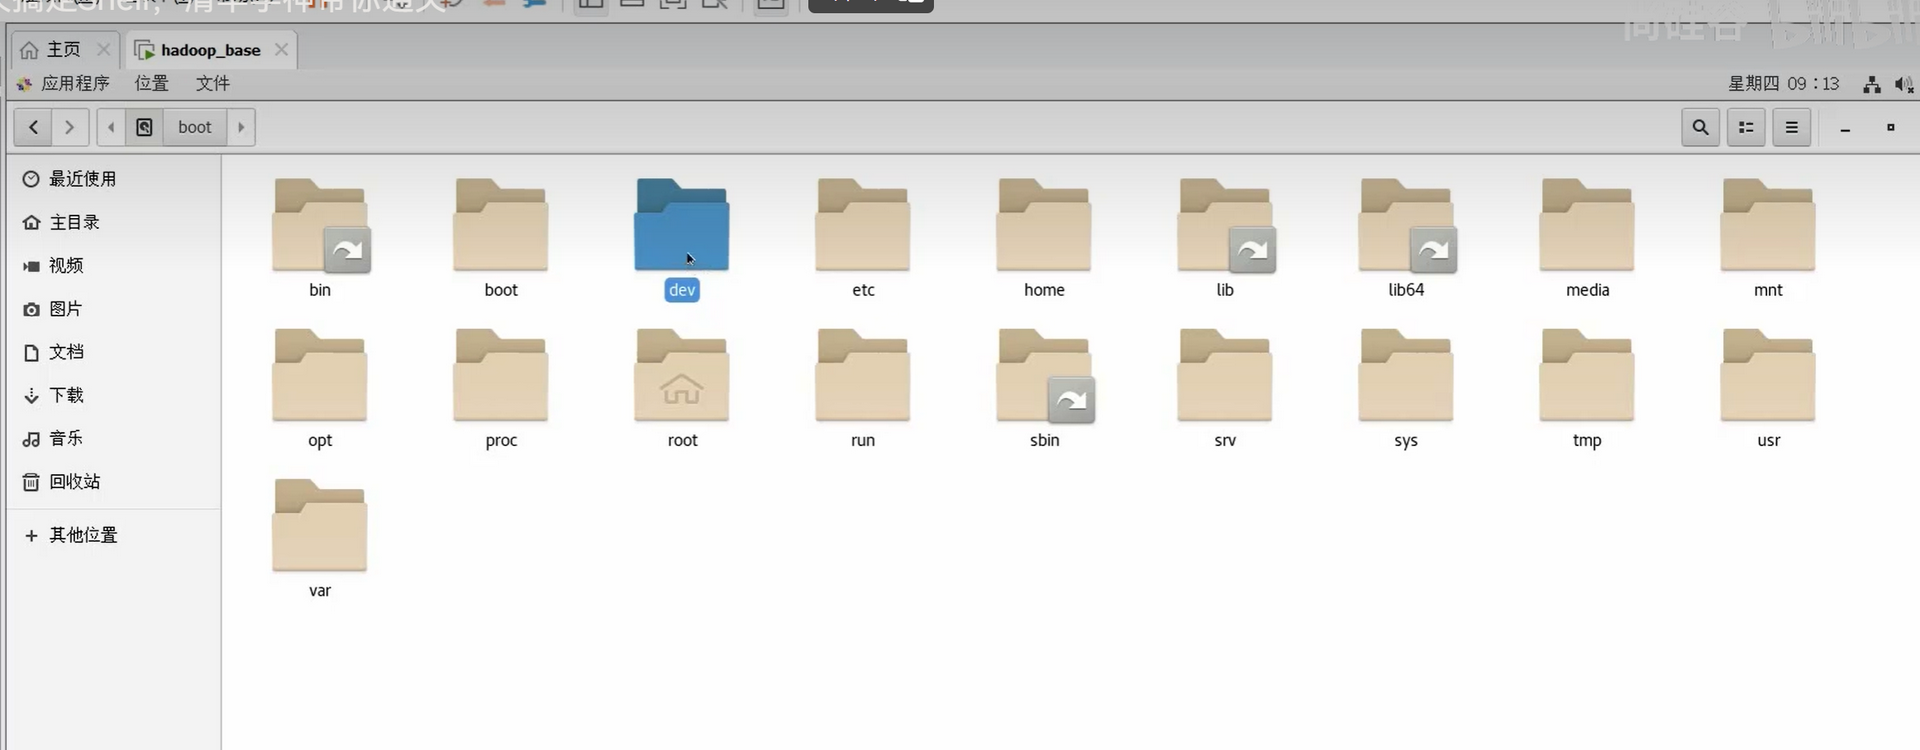 主页 hadoop_base
应用程序 位置 文件 星期四 09：13
boot
最近使用
主目录
视频
图片
文档
下载
音乐
回收站
其他位置
bin boot dev etc home lib lib64 media mnt
opt proc root run sbin srv sys tmp usr
var